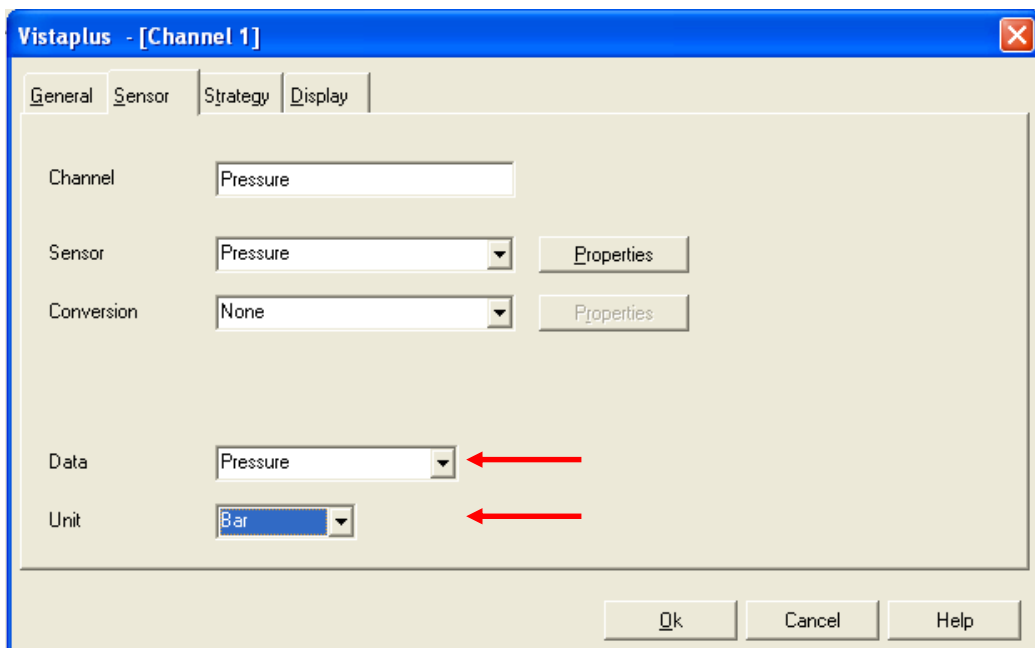 Vistaplus - [Channel 1]
General Sensor Strategy Display
Channel Pressure
Sensor Pressure Properties
Conversion None Properties
Data Pressure
Unit Bar
Ok Cancel Help